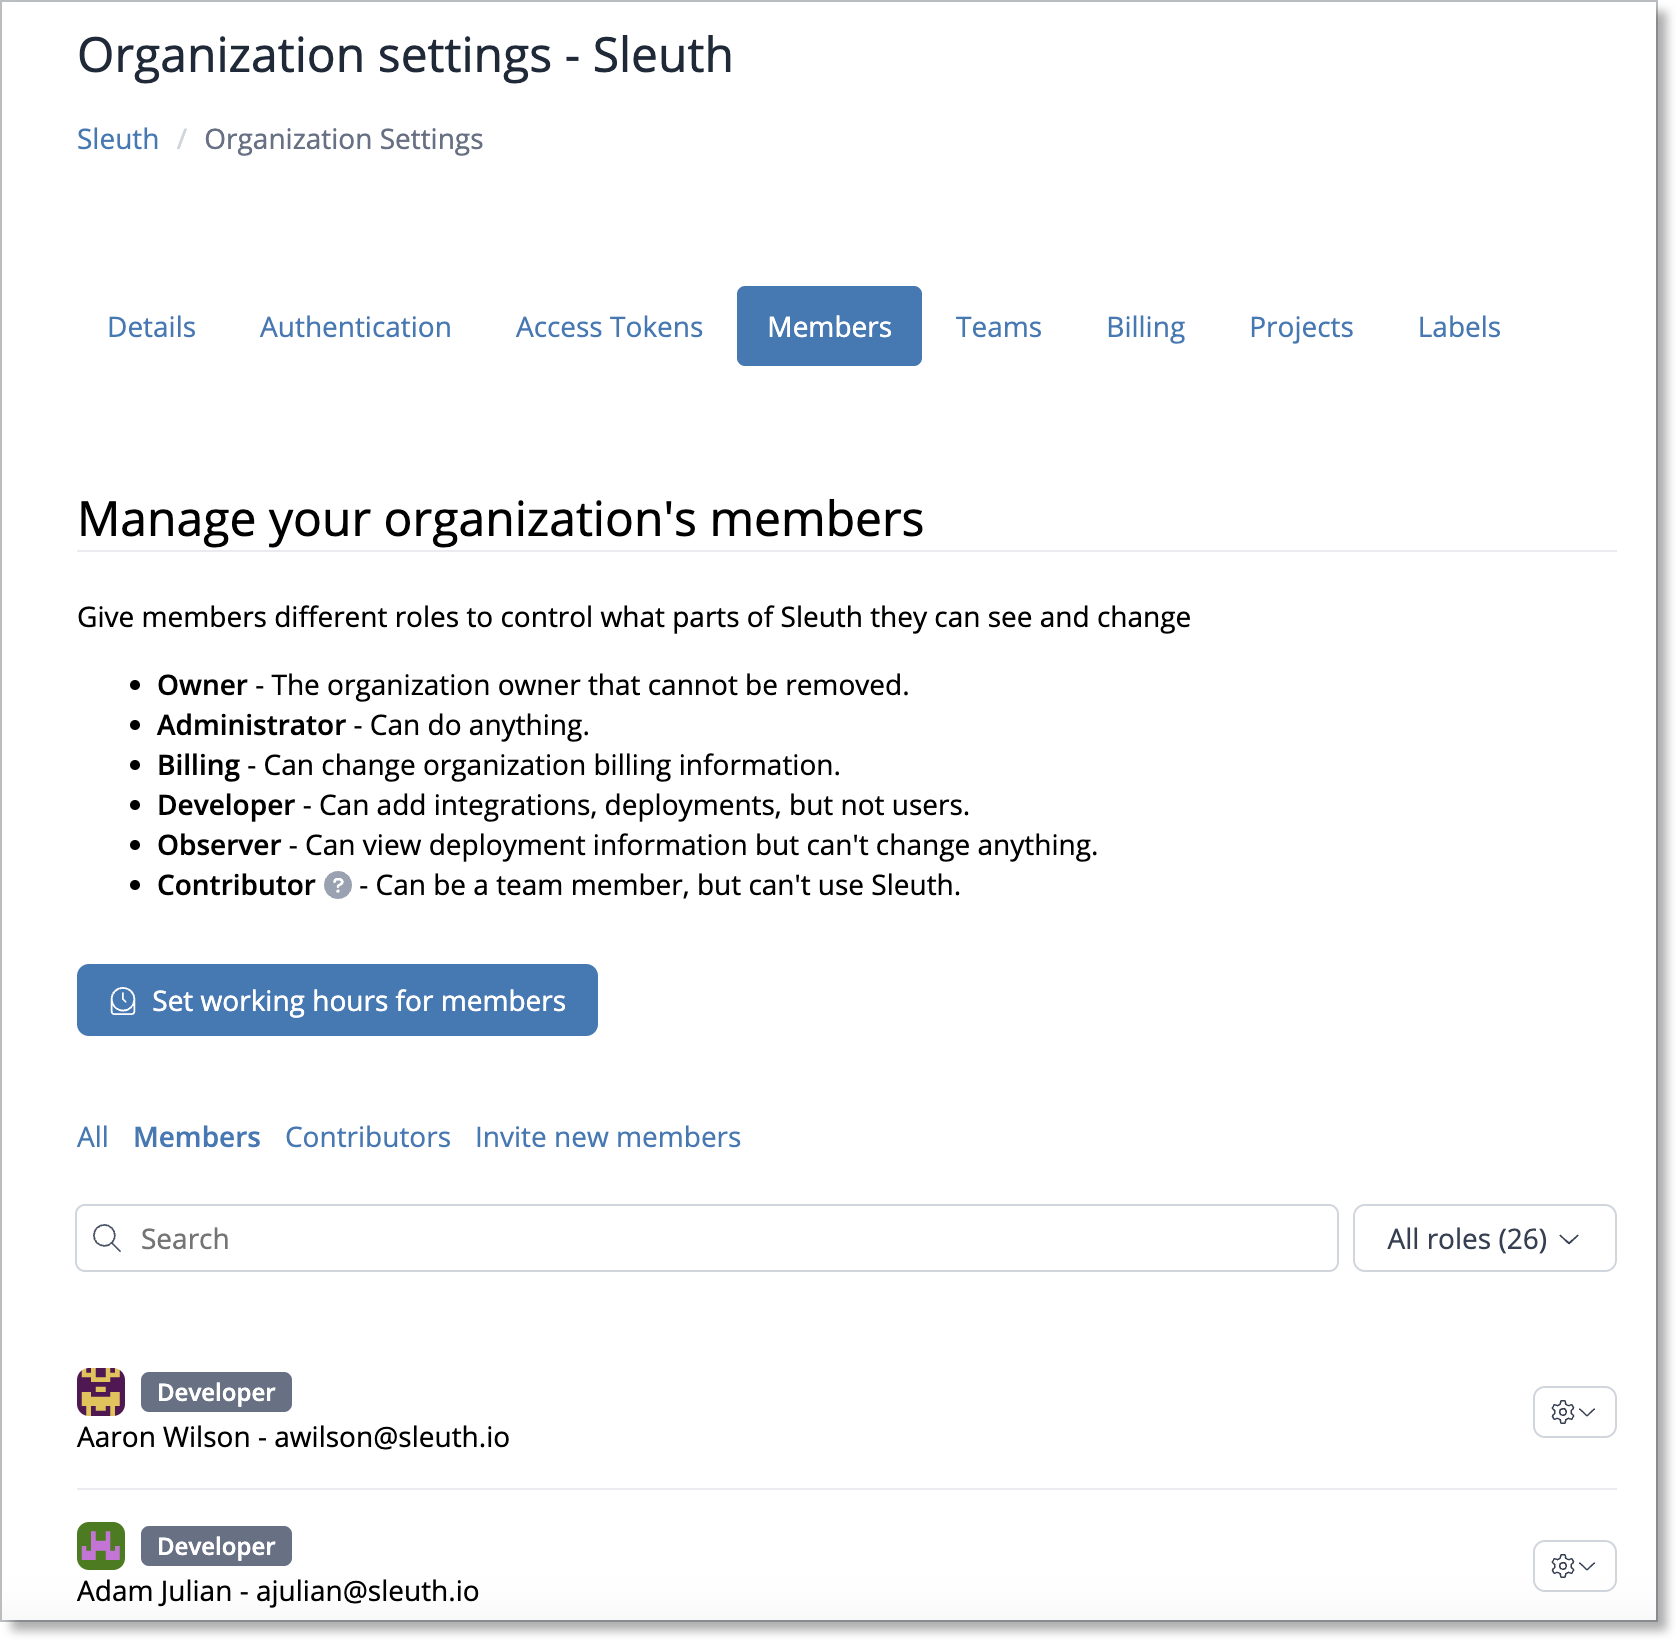 Organization settings - Sleuth
Sleuth / Organization Settings
Details Authentication Access Tokens Members Teams Billing Projects Labels
Manage your organization's members
Give members different roles to control what parts of Sleuth they can see and change
• Owner - The organization owner that cannot be removed.
• Administrator - Can do anything.
• Billing - Can change organization billing information.
• Developer - Can add integrations, deployments, but not users.
• Observer - Can view deployment information but can't change anything.
• Contributor ? - Can be a team member, but can't use Sleuth.
Set working hours for members
All Members Contributors Invite new members
Search All roles (26)
Developer
Aaron Wilson - awilson@sleuth.io
Developer
Adam Julian - ajulian@sleuth.io